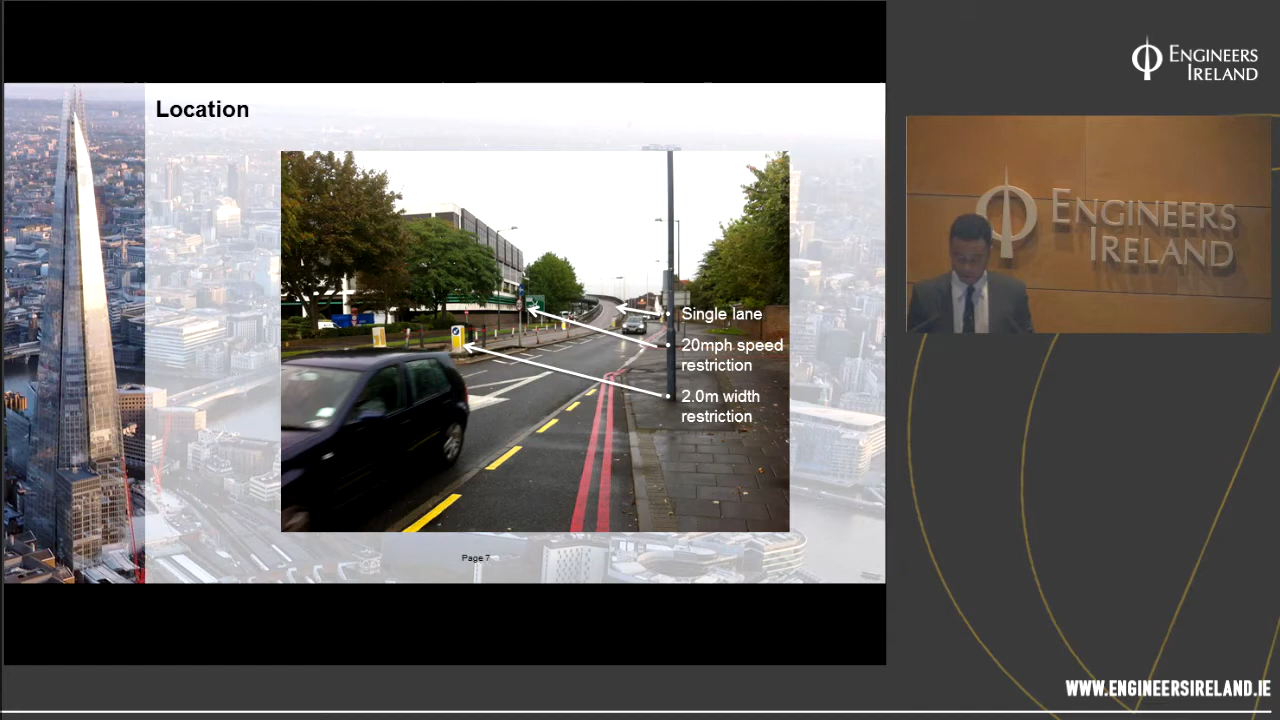 Location
Single lane
20mph speed
restriction
2.0m width
restriction
Page 7
ENGINEERS
IRELAND
ENGINEERS
IRELAND
WWW.ENGINEERSIRELAND.IE